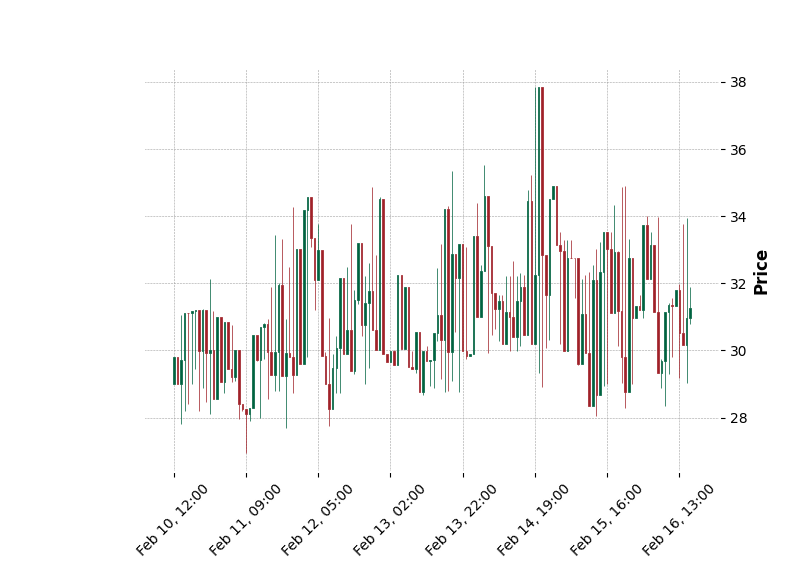 38
36
34
32
30
28
Price
Feb 10, 12:00
Feb 11, 09:00
Feb 12, 05:00
Feb 13, 02:00
Feb 13, 22:00
Feb 14, 19:00
Feb 15, 16:00
Feb 16, 13:00